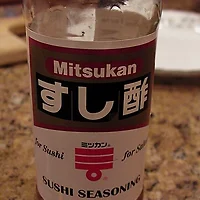 Mitsukan
すし酢
ミツカン
for Sushi for Sushi
SUSHI SEASONING